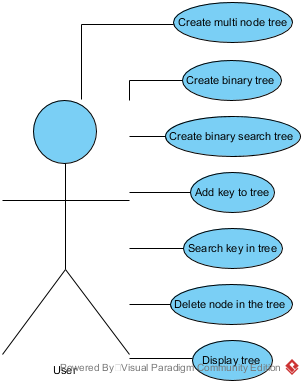 Create multi node tree
Create binary tree
Create binary search tree
Add key to tree
Search key in tree
Delete node in the tree
Display tree
User
Powered By Visual Paradigm Community Edition